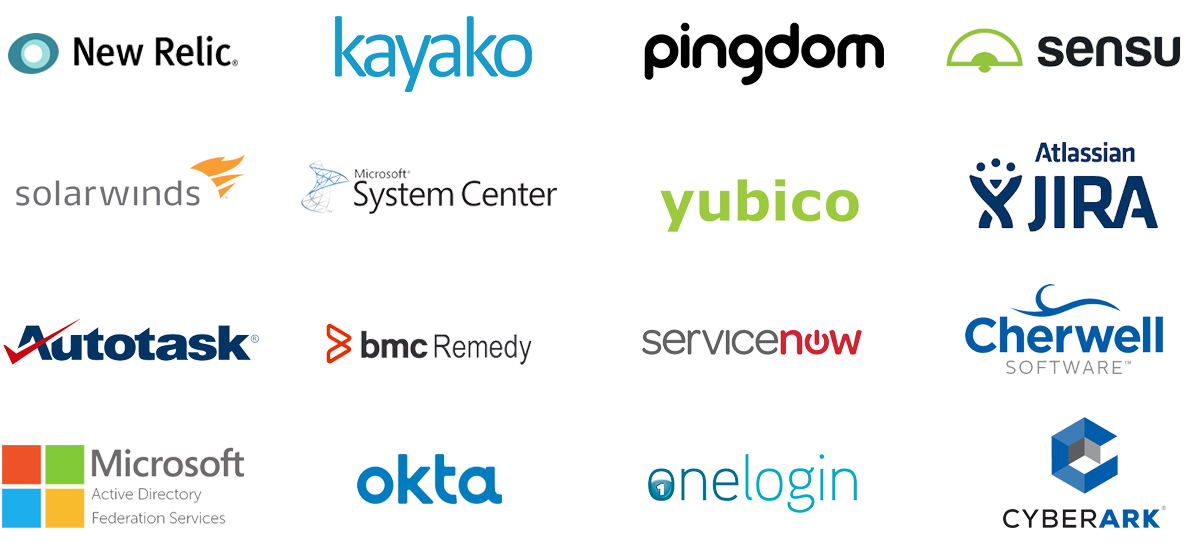 New Relic®
kayako
pingdom
sensu
solarwinds
Microsoft®
System Center
yubico
Atlassian
JIRA
Autotask®
bmc Remedy
servicenow
Cherwell
SOFTWARE™
Microsoft
Active Directory
Federation Services
okta
onelogin
1
CYBERARK®